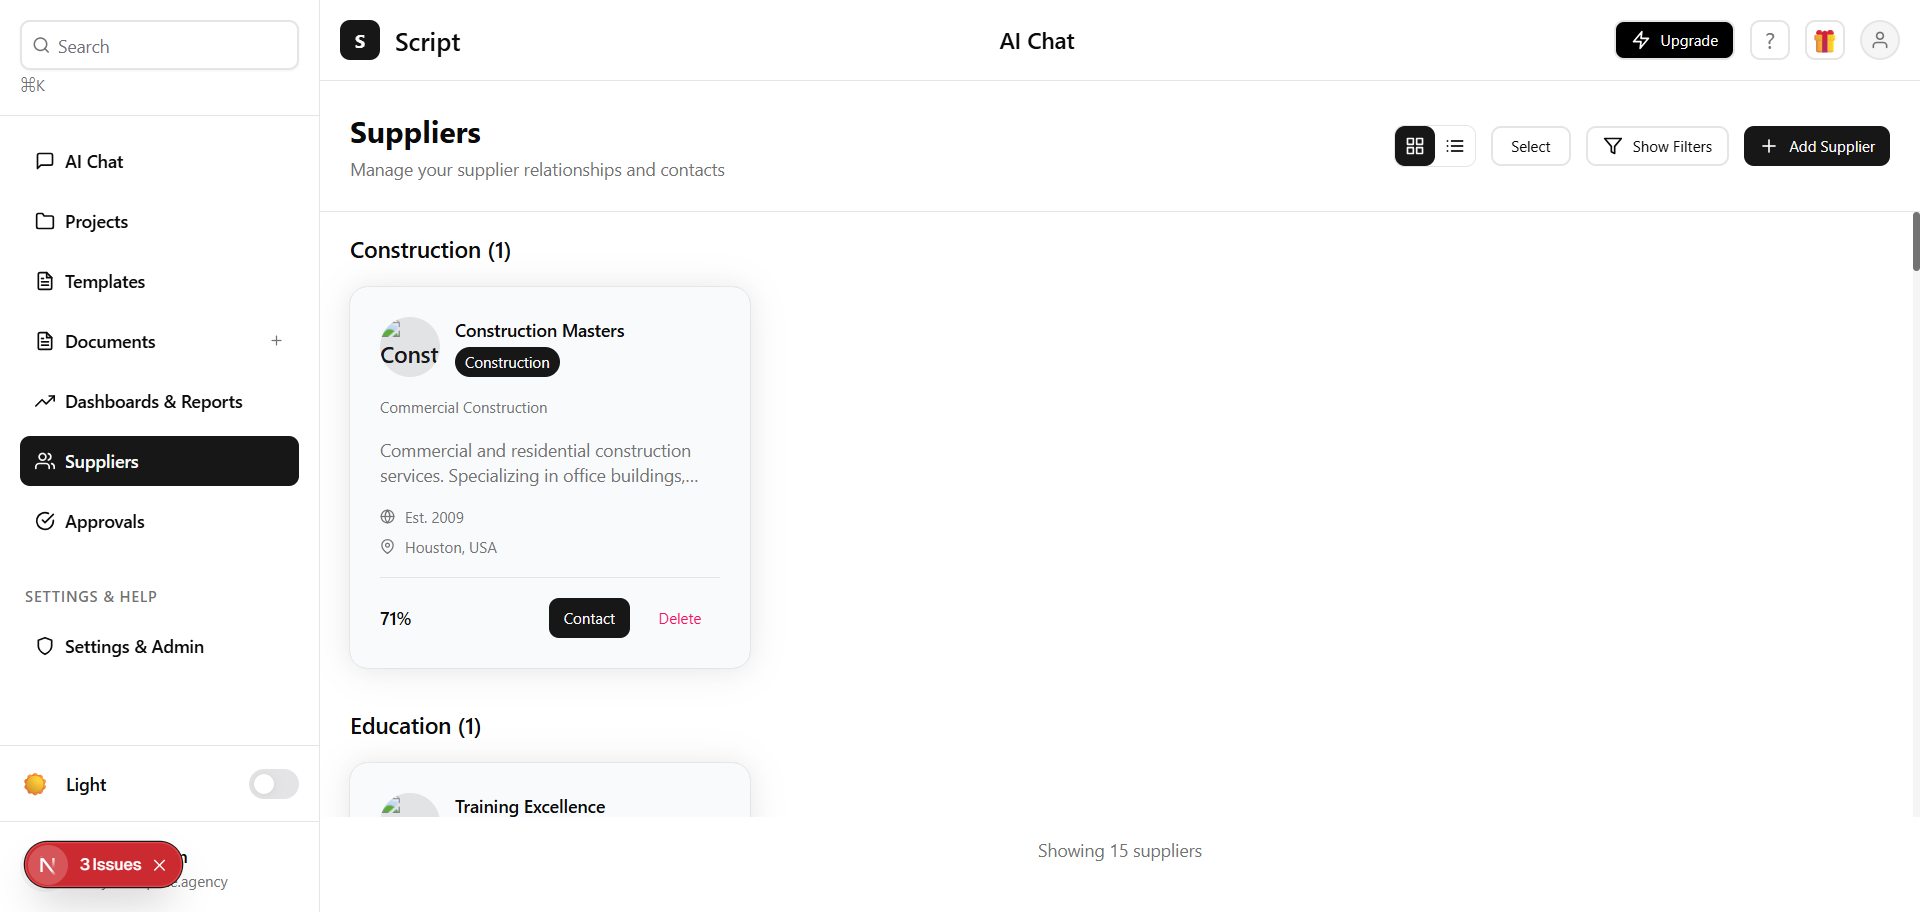 Search
⌘K
AI Chat
Projects
Templates
Documents
Dashboards & Reports
Suppliers
Approvals
SETTINGS & HELP
Settings & Admin
Light
3 Issues
.agency
S Script
AI Chat
Upgrade
?
Suppliers
Manage your supplier relationships and contacts
Select
Show Filters
Add Supplier
Construction (1)
Const
Construction Masters
Construction
Commercial Construction
Commercial and residential construction
services. Specializing in office buildings,...
Est. 2009
Houston, USA
71%
Contact
Delete
Education (1)
Training Excellence
Showing 15 suppliers